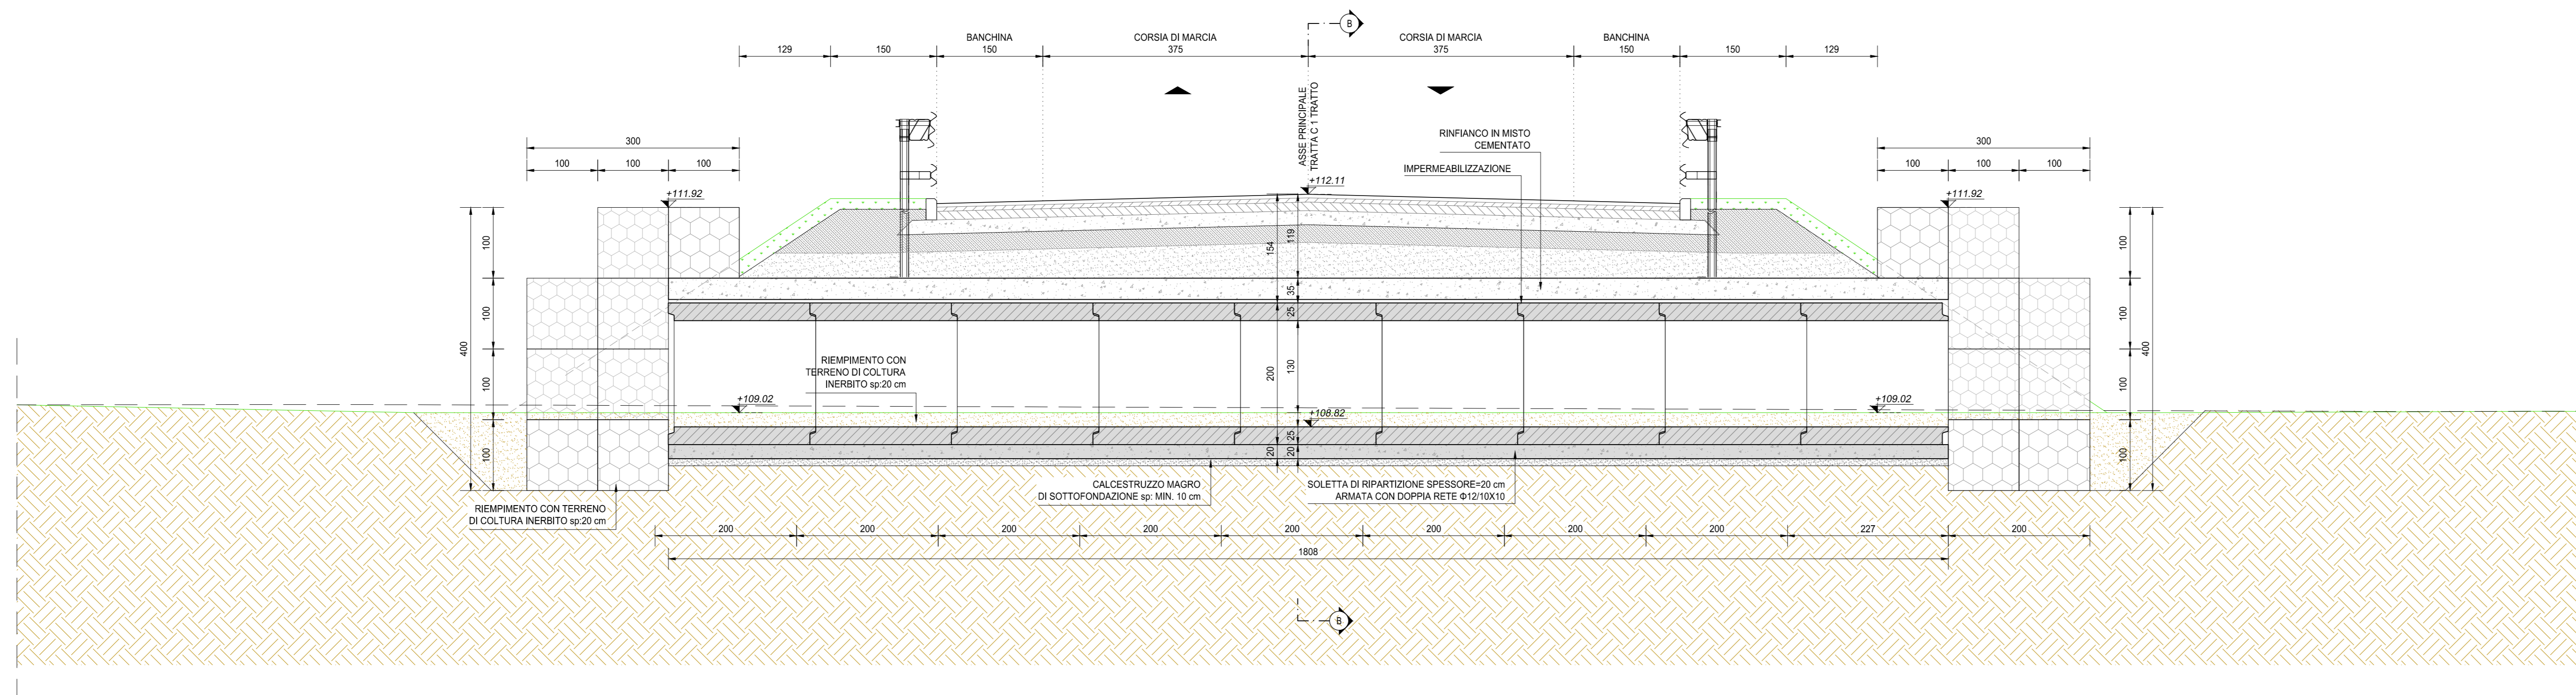 B
BANCHINA
CORSIA DI MARCIA
CORSIA DI MARCIA
BANCHINA
129
150
150
375
375
150
150
129
ASSE PRINCIPALE
TRATTA C 1 TRATTO
RINFIANCO IN MISTO
CEMENTATO
IMPERMEABILIZZAZIONE
300
100
100
100
300
100
100
100
+112.11
+111.92
+111.92
400
100
100
100
100
154
119
35
25
200
130
25
20
20
100
100
100
100
400
RIEMPIMENTO CON
TERRENO DI COLTURA
INERBITO sp:20 cm
+109.02
+108.82
+109.02
CALCESTRUZZO MAGRO
DI SOTTOFONDAZIONE sp: MIN. 10 cm
SOLETTA DI RIPARTIZIONE SPESSORE=20 cm
ARMATA CON DOPPIA RETE Φ12/10X10
RIEMPIMENTO CON TERRENO
DI COLTURA INERBITO sp:20 cm
200
200
200
200
200
200
200
200
227
200
1808
B